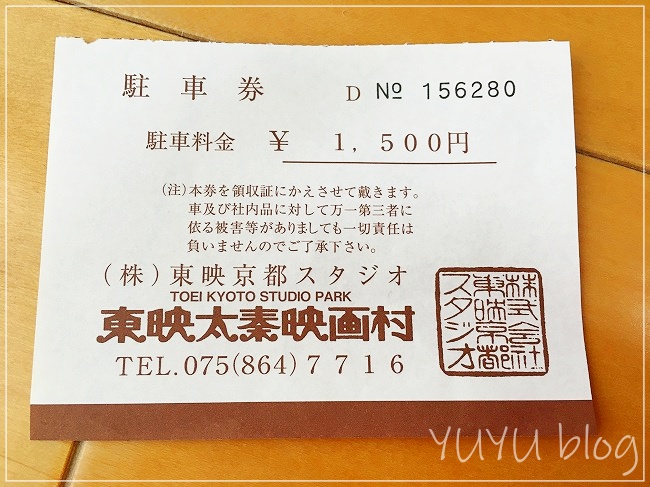 駐車券 D № 156280
駐車料金 ¥ 1,500円
(注)本券を領収証にかえさせて戴きます。
車及び社内品に対して万一第三者に
依る被害等がありましても一切責任は
負いませんのでご了承下さい。
(株)東映京都スタジオ
TOEI KYOTO STUDIO PARK
東映太秦映画村
TEL.075(864)7716
株式会社
東映京都
スタジオ
YUYU blog